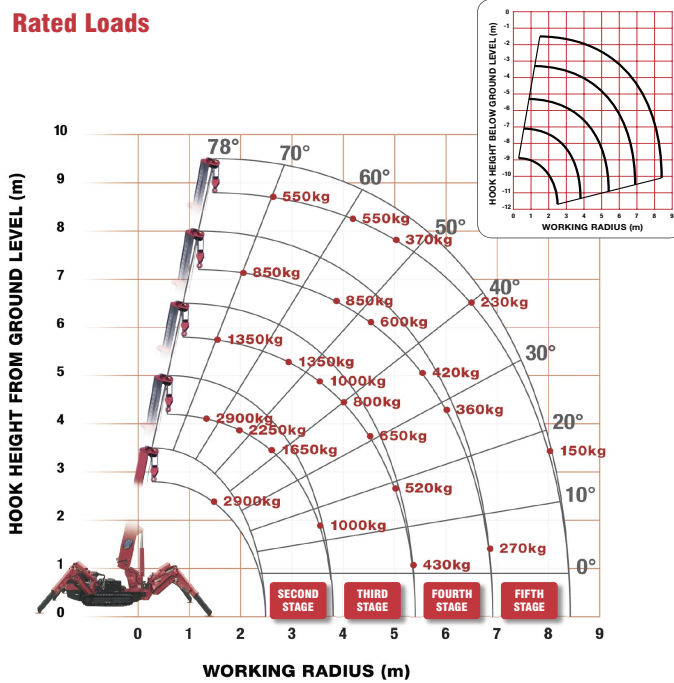 Rated Loads
HOOK HEIGHT BELOW GROUND LEVEL (m)
0
-1
-2
-3
-4
-5
-6
-7
-8
-9
-10
-11
-12
0 1 2 3 4 5 6 7 8 9
WORKING RADIUS (m)
HOOK HEIGHT FROM GROUND LEVEL (m)
10
9
8
7
6
5
4
3
2
1
0
78°
70°
60°
50°
40°
30°
20°
10°
0°
550kg
550kg
370kg
230kg
150kg
850kg
850kg
600kg
420kg
360kg
270kg
1350kg
1350kg
1000kg
800kg
650kg
520kg
430kg
2900kg
2250kg
1650kg
1000kg
2900kg
SECOND
STAGE
THIRD
STAGE
FOURTH
STAGE
FIFTH
STAGE
0 1 2 3 4 5 6 7 8 9
WORKING RADIUS (m)